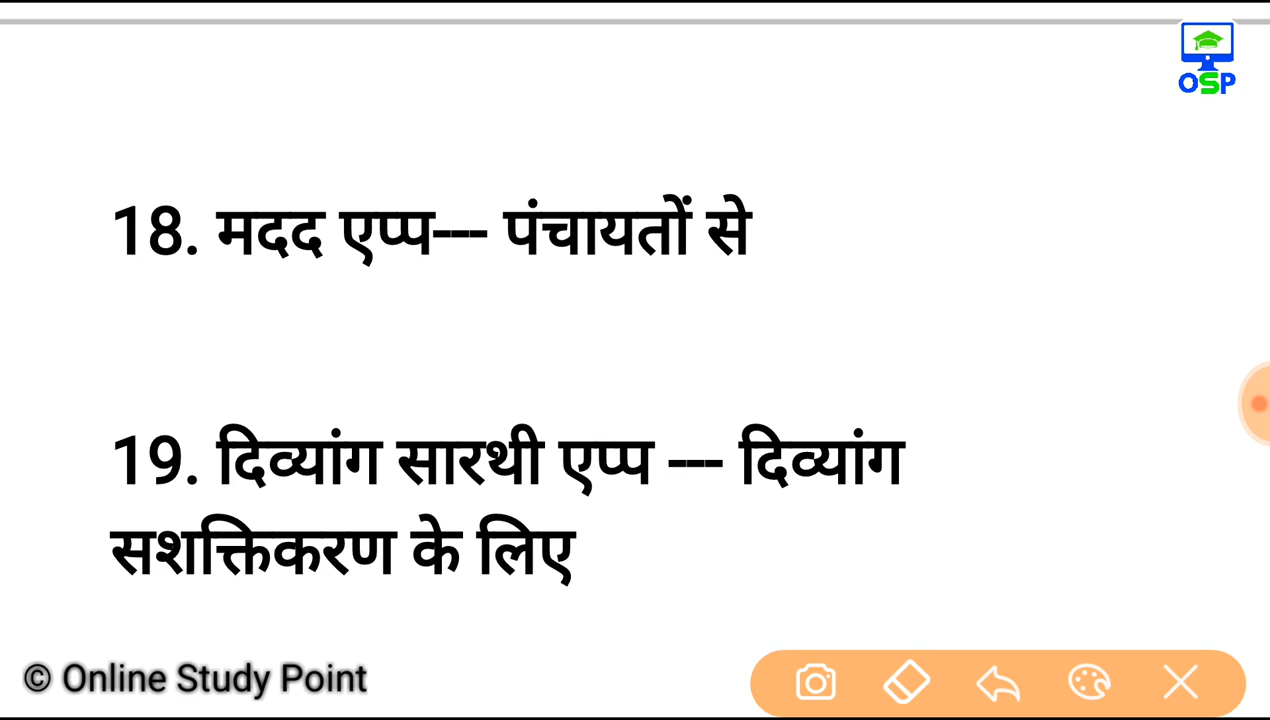 OSP
18. मदद एप्प--- पंचायतों से
19. दिव्यांग सारथी एप्प --- दिव्यांग
सशक्तिकरण के लिए
© Online Study Point